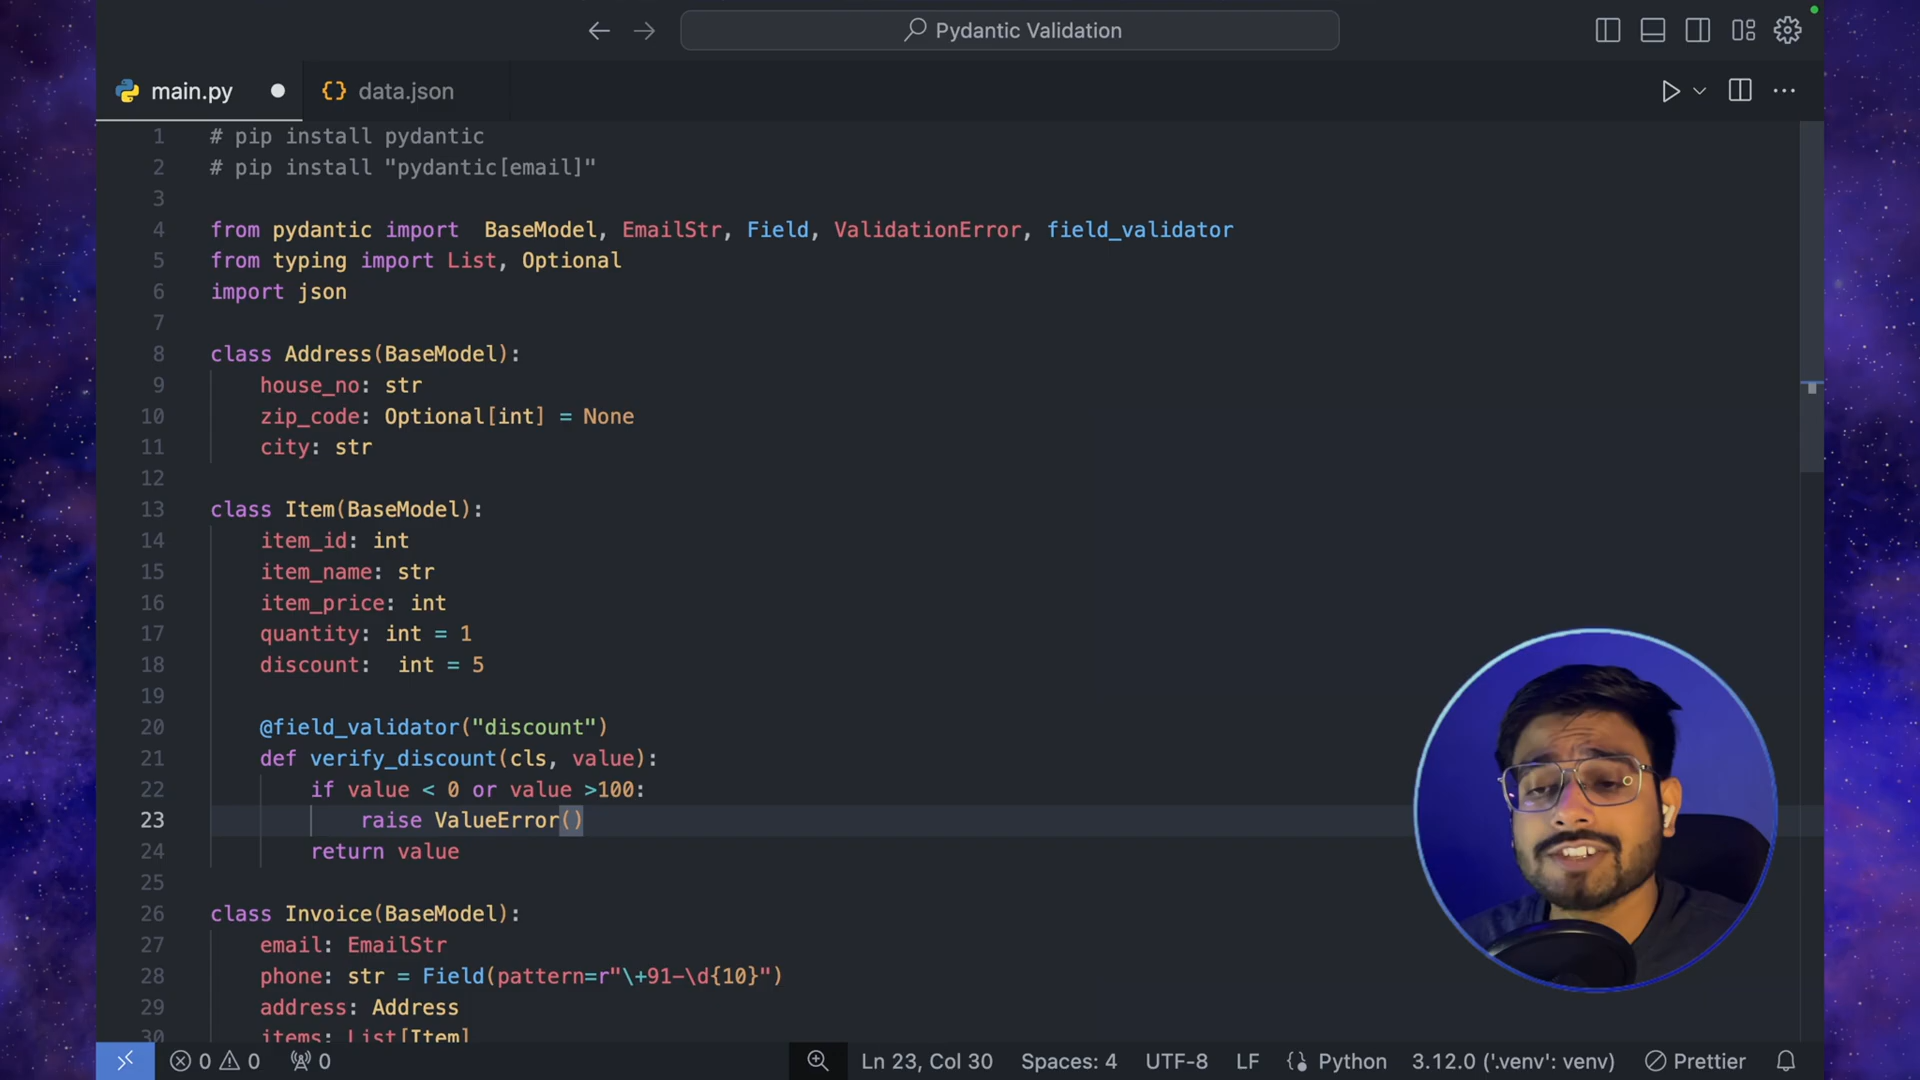 Pydantic Validation
main.py
data.json
1 # pip install pydantic
2 # pip install "pydantic[email]"
3
4 from pydantic import  BaseModel, EmailStr, Field, ValidationError, field_validator
5 from typing import List, Optional
6 import json
7
8 class Address(BaseModel):
9     house_no: str
10     zip_code: Optional[int] = None
11     city: str
12
13 class Item(BaseModel):
14     item_id: int
15     item_name: str
16     item_price: int
17     quantity: int = 1
18     discount:  int = 5
19
20     @field_validator("discount")
21     def verify_discount(cls, value):
22         if value < 0 or value >100:
23             raise ValueError()
24         return value
25
26 class Invoice(BaseModel):
27     email: EmailStr
28     phone: str = Field(pattern=r"\+91-\d{10}")
29     address: Address
30     items: List[Item]
0 0 0 Ln 23, Col 30 Spaces: 4 UTF-8 LF Python 3.12.0 ('.venv': venv) Prettier